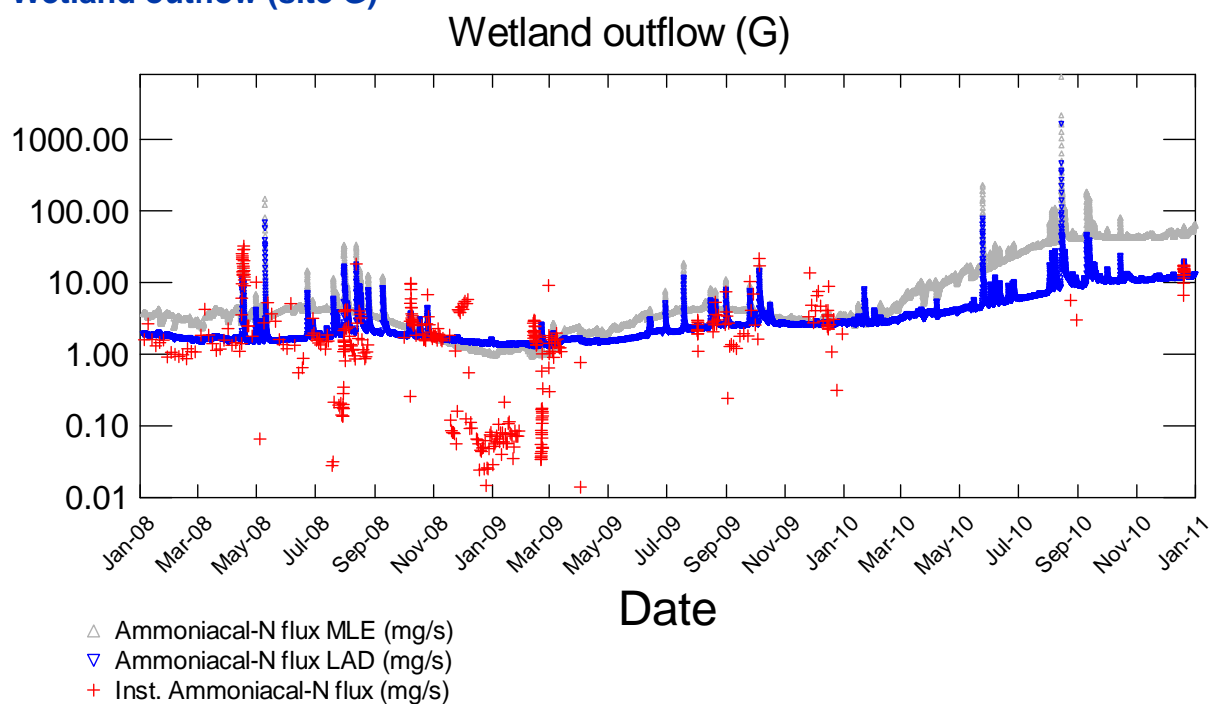 Wetland outflow (site G)
Wetland outflow (G)
1000.00
100.00
10.00
1.00
0.10
0.01
Jan-08 Mar-08 May-08 Jul-08 Sep-08 Nov-08 Jan-09 Mar-09 May-09 Jul-09 Sep-09 Nov-09 Jan-10 Mar-10 May-10 Jul-10 Sep-10 Nov-10 Jan-11
Date
Ammoniacal-N flux MLE (mg/s)
Ammoniacal-N flux LAD (mg/s)
Inst. Ammoniacal-N flux (mg/s)